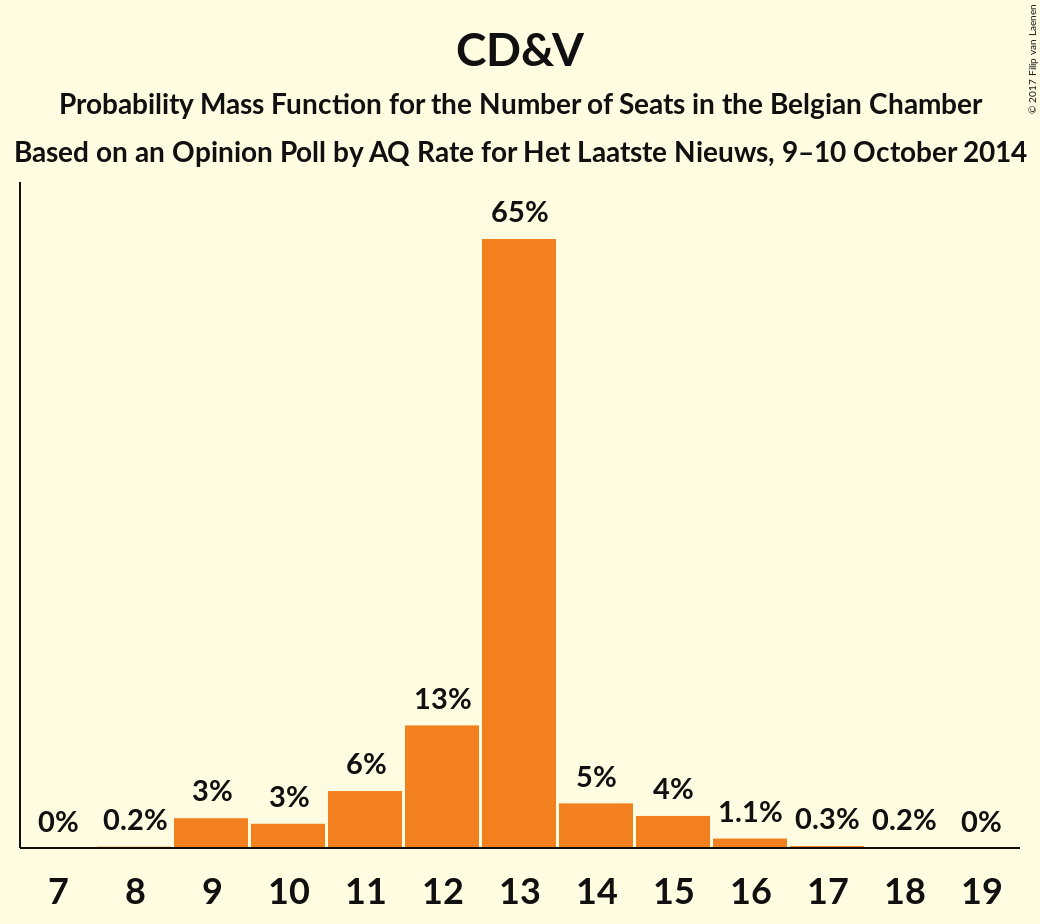 CD&V
Probability Mass Function for the Number of Seats in the Belgian Chamber
Based on an Opinion Poll by AQ Rate for Het Laatste Nieuws, 9–10 October 2014
© 2017 Filip van Laenen
65%
13%
6%
5%
4%
3%
3%
1.1%
0.3%
0.2%
0.2%
0%
0%
7 8 9 10 11 12 13 14 15 16 17 18 19